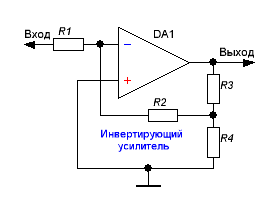 Вход
R1
DA1
Выход
−
+
R2
R3
Инвертирующий
усилитель
R4